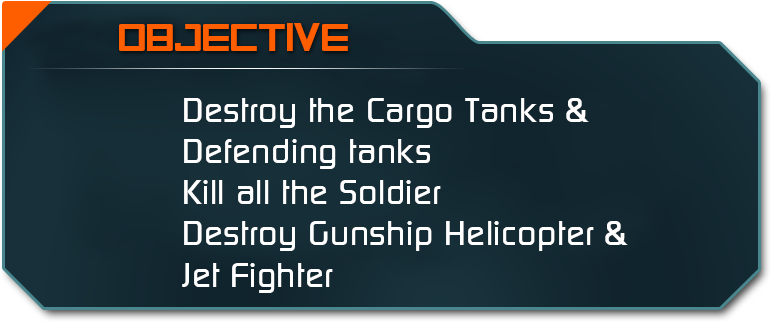 OBJECTIVE
Destroy the Cargo Tanks &
Defending tanks
Kill all the Soldier
Destroy Gunship Helicopter &
Jet Fighter